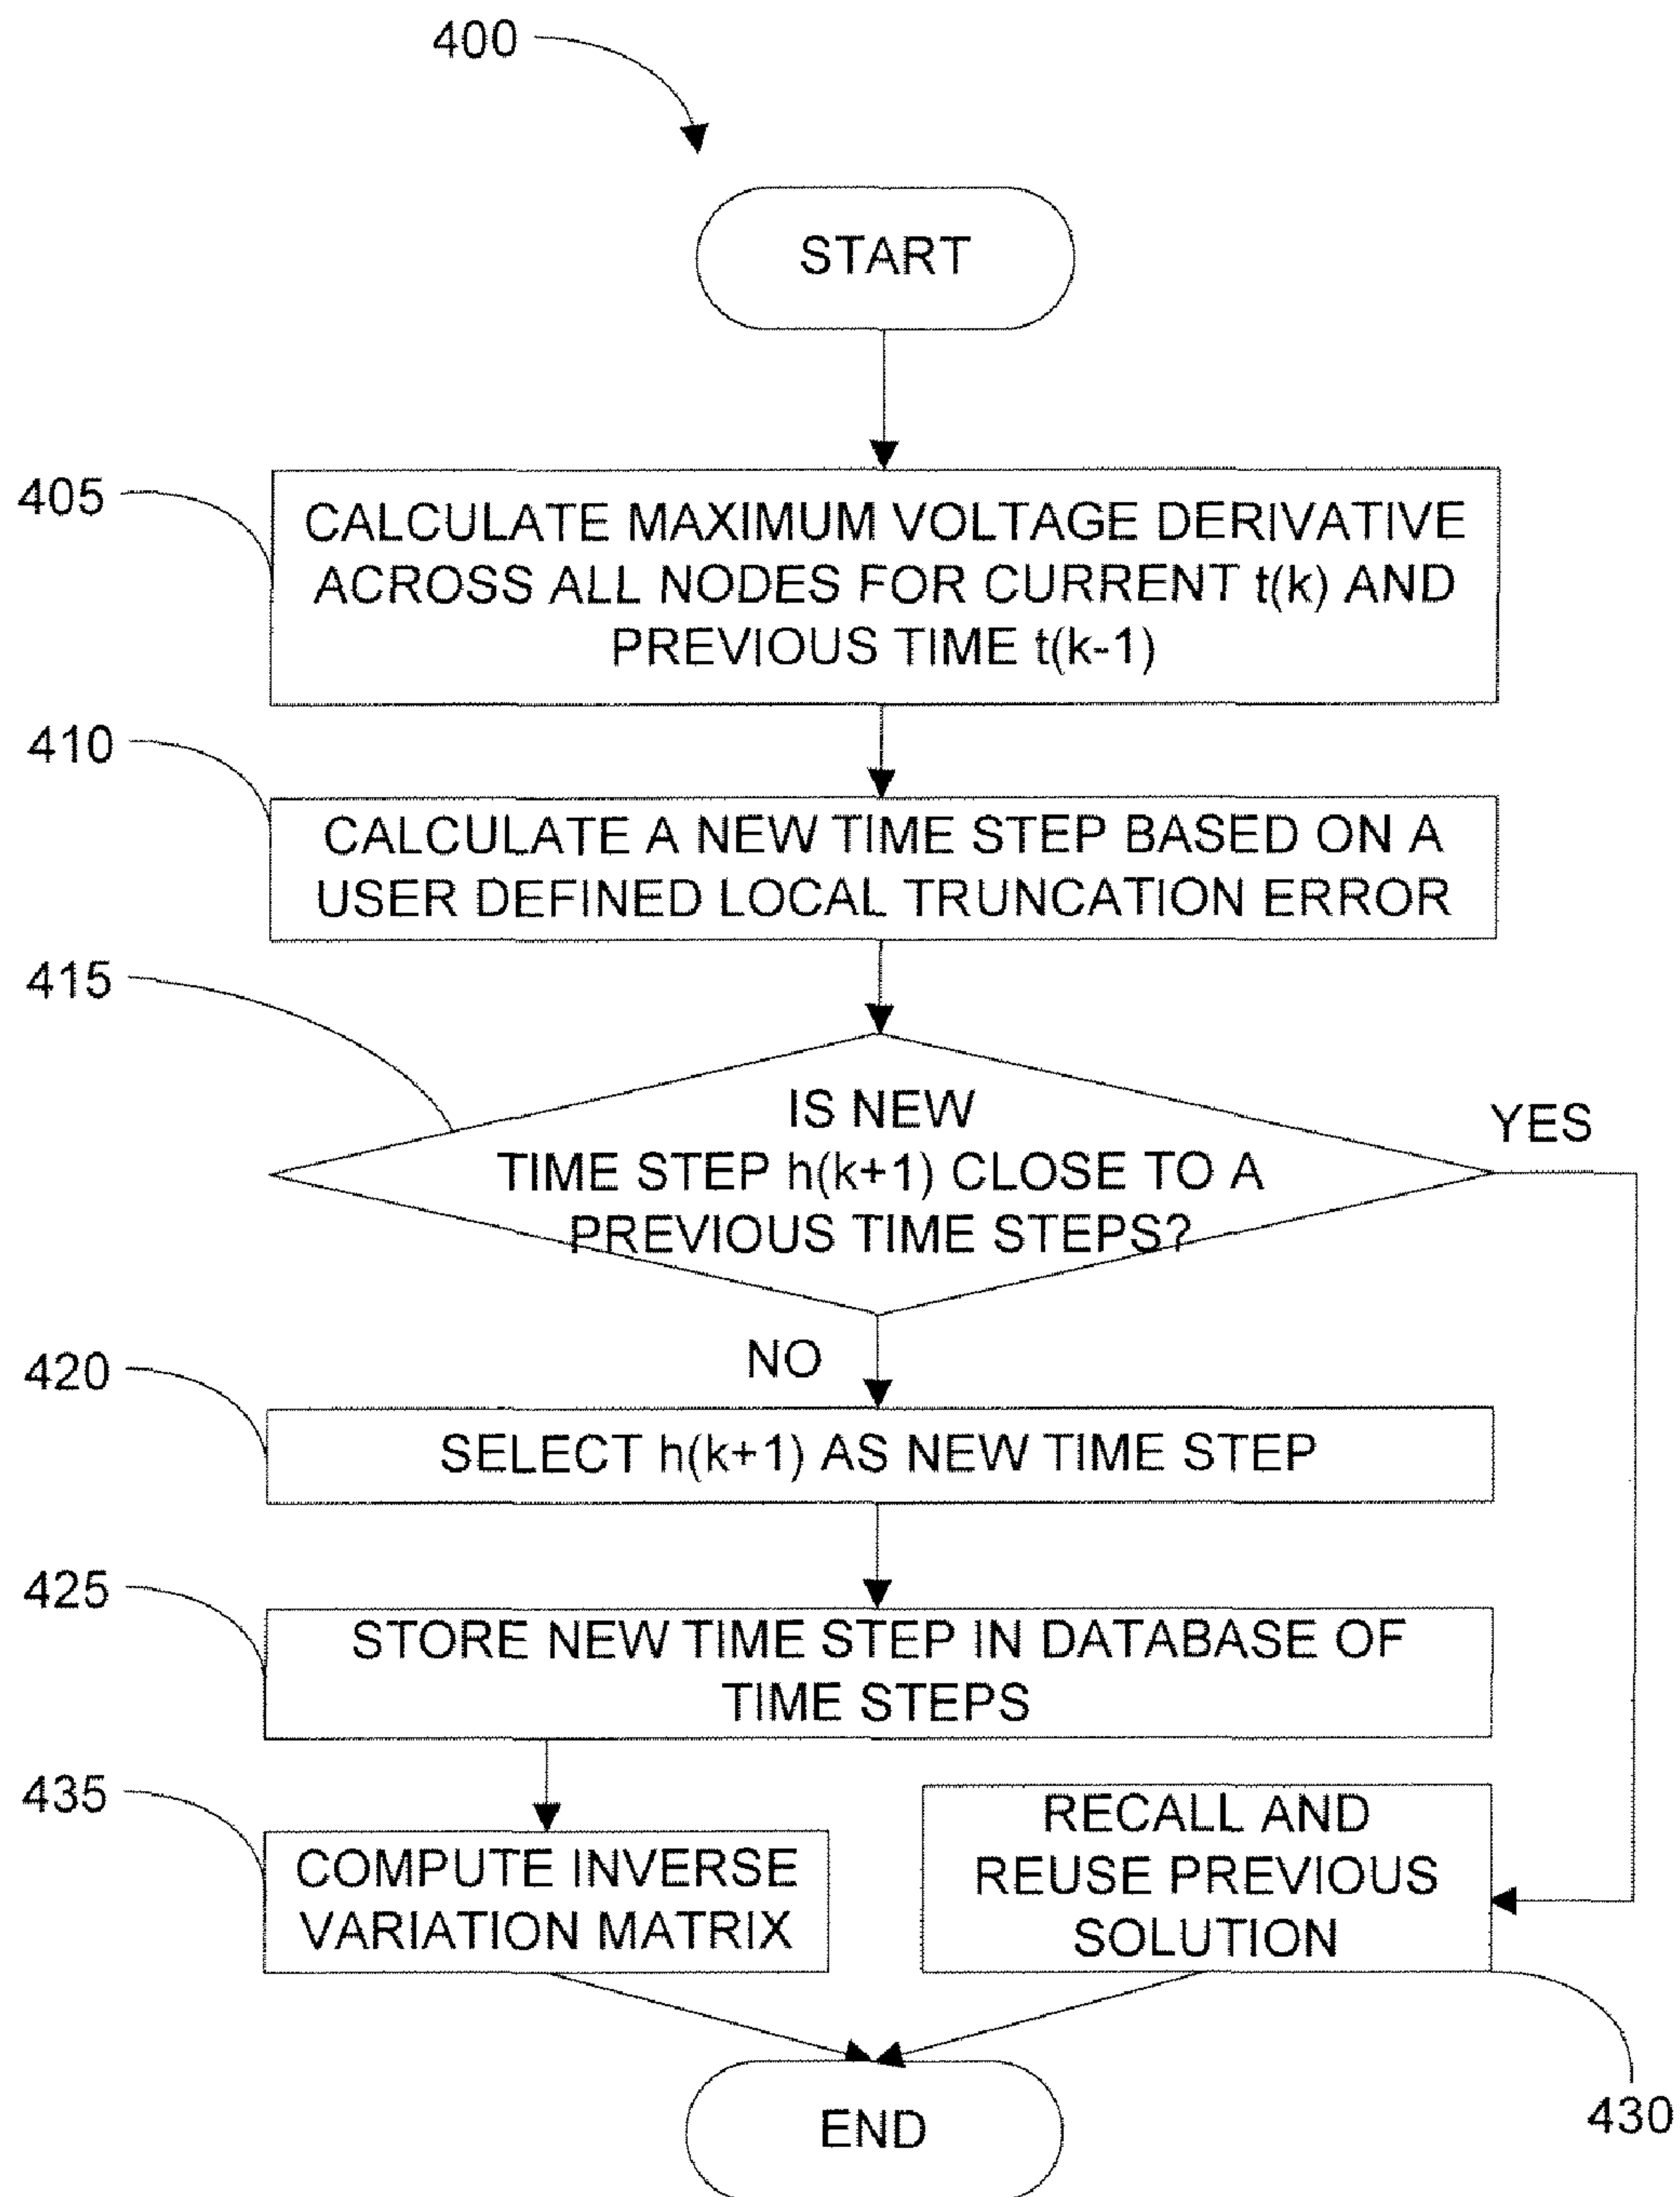 400
START
405
CALCULATE MAXIMUM VOLTAGE DERIVATIVE
ACROSS ALL NODES FOR CURRENT t(k) AND
PREVIOUS TIME t(k-1)
410
CALCULATE A NEW TIME STEP BASED ON A
USER DEFINED LOCAL TRUNCATION ERROR
415
IS NEW
TIME STEP h(k+1) CLOSE TO A
PREVIOUS TIME STEPS?
YES
NO
420
SELECT h(k+1) AS NEW TIME STEP
425
STORE NEW TIME STEP IN DATABASE OF
TIME STEPS
435
COMPUTE INVERSE
VARIATION MATRIX
RECALL AND
REUSE PREVIOUS
SOLUTION
430
END